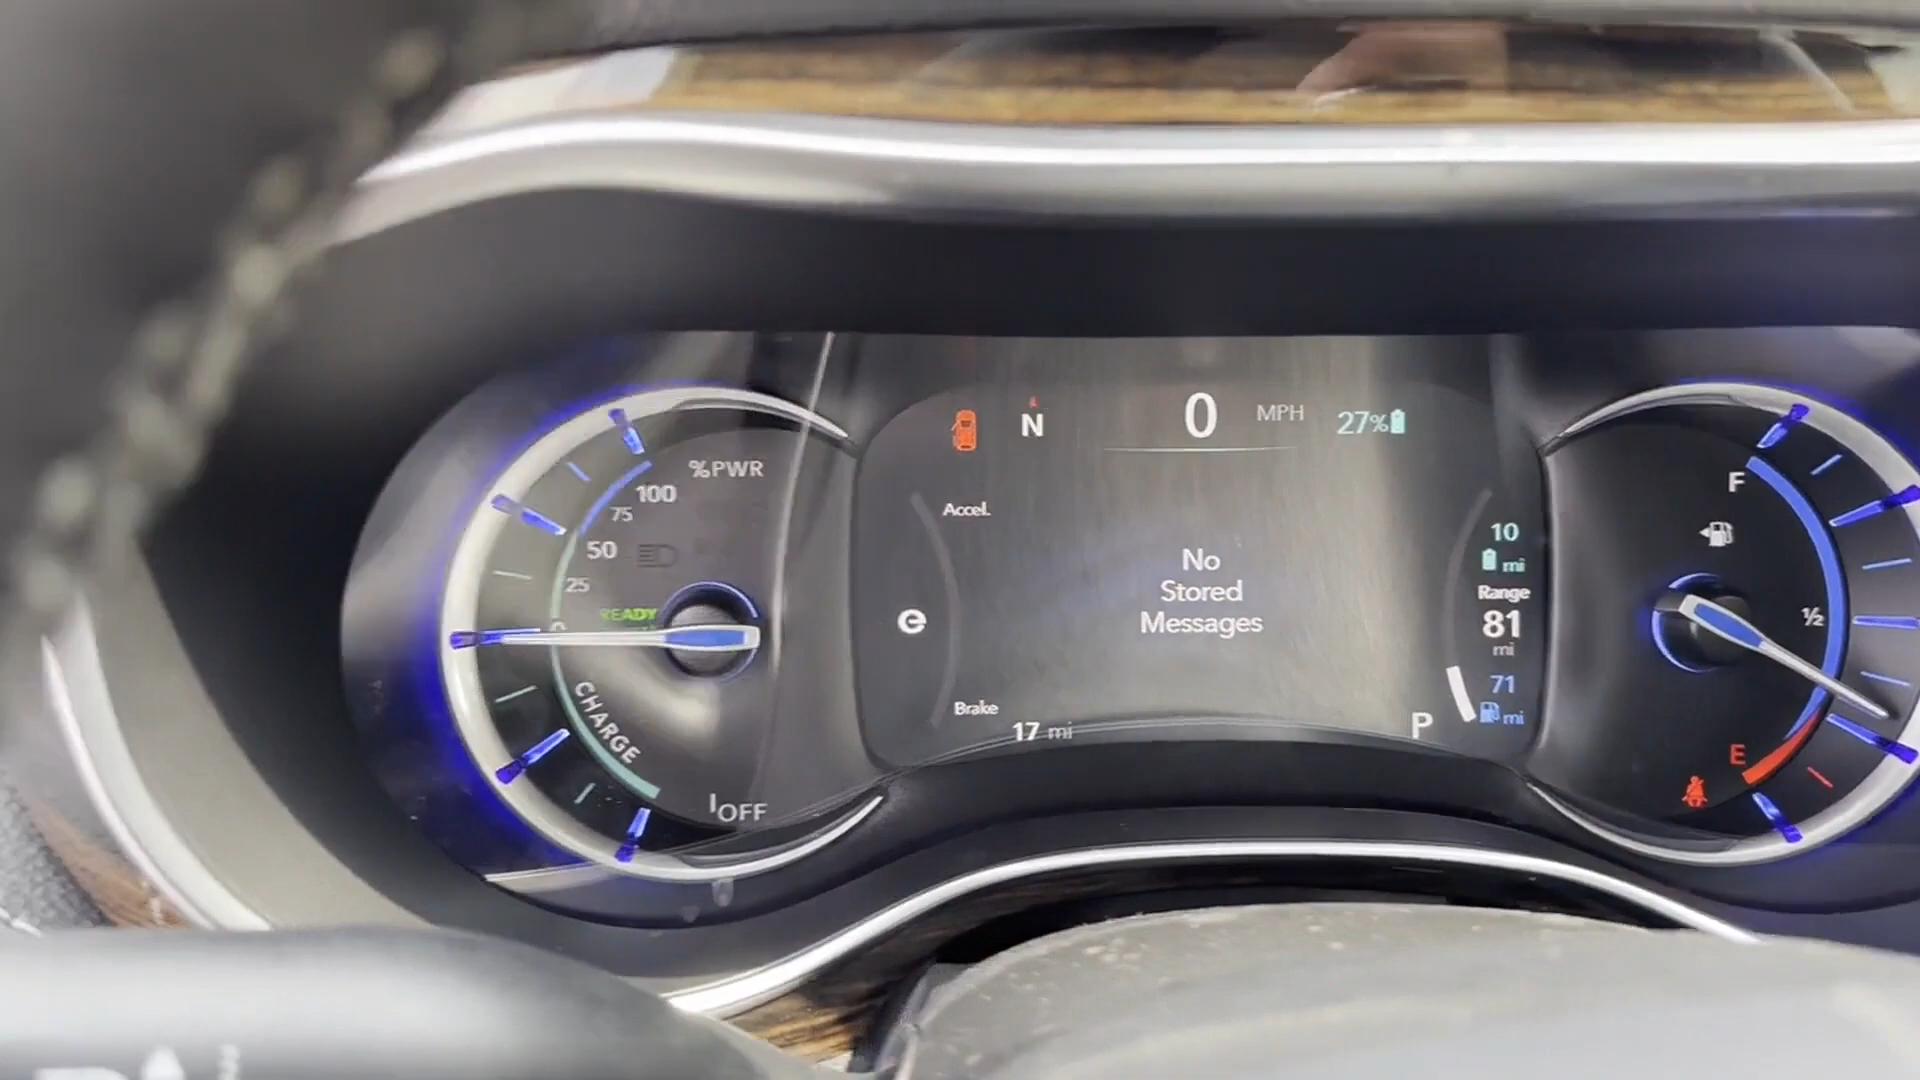 N
0 MPH
27%
%PWR
100
75
50
25
0
READY
CHARGE
OFF
Accel.
Brake
17 mi
No
Stored
Messages
10
mi
Range
81
mi
71
mi
P
F
½
E